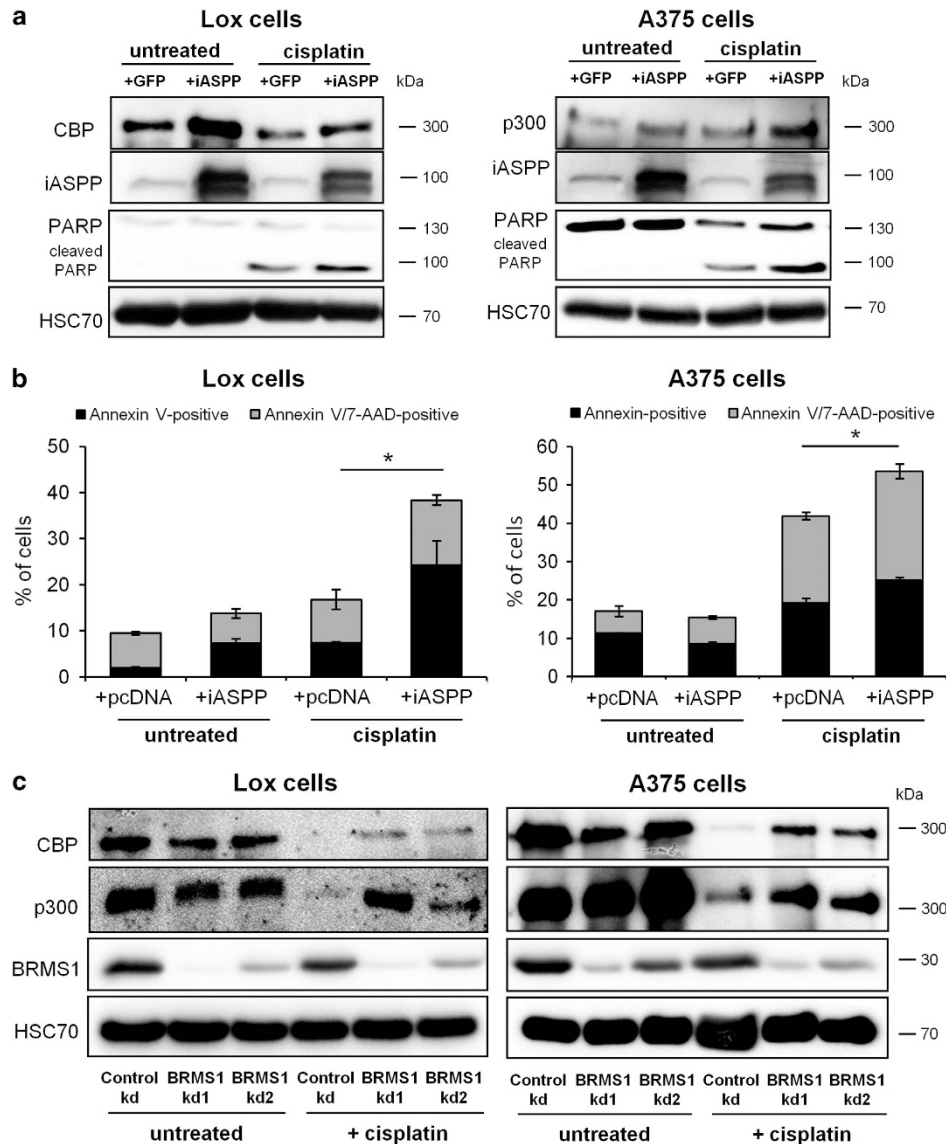 a
Lox cells
untreated cisplatin
+GFP +iASPP +GFP +iASPP kDa
CBP — 300
iASPP — 100
PARP — 130
cleaved PARP — 100
HSC70 — 70
A375 cells
untreated cisplatin
+GFP +iASPP +GFP +iASPP kDa
p300 — 300
iASPP — 100
PARP — 130
cleaved PARP — 100
HSC70 — 70
b
Lox cells
Annexin V-positive Annexin V/7-AAD-positive
% of cells
50
40
30
20
10
0
*
+pcDNA +iASPP +pcDNA +iASPP
untreated cisplatin
A375 cells
Annexin-positive Annexin V/7-AAD-positive
% of cells
60
50
40
30
20
10
0
*
+pcDNA +iASPP +pcDNA +iASPP
untreated cisplatin
c
Lox cells A375 cells
kDa
CBP — 300
p300 — 300
BRMS1 — 30
HSC70 — 70
Control BRMS1 BRMS1 Control BRMS1 BRMS1 Control BRMS1 BRMS1 Control BRMS1 BRMS1
kd kd1 kd2 kd kd1 kd2 kd kd1 kd2 kd kd1 kd2
untreated + cisplatin untreated + cisplatin